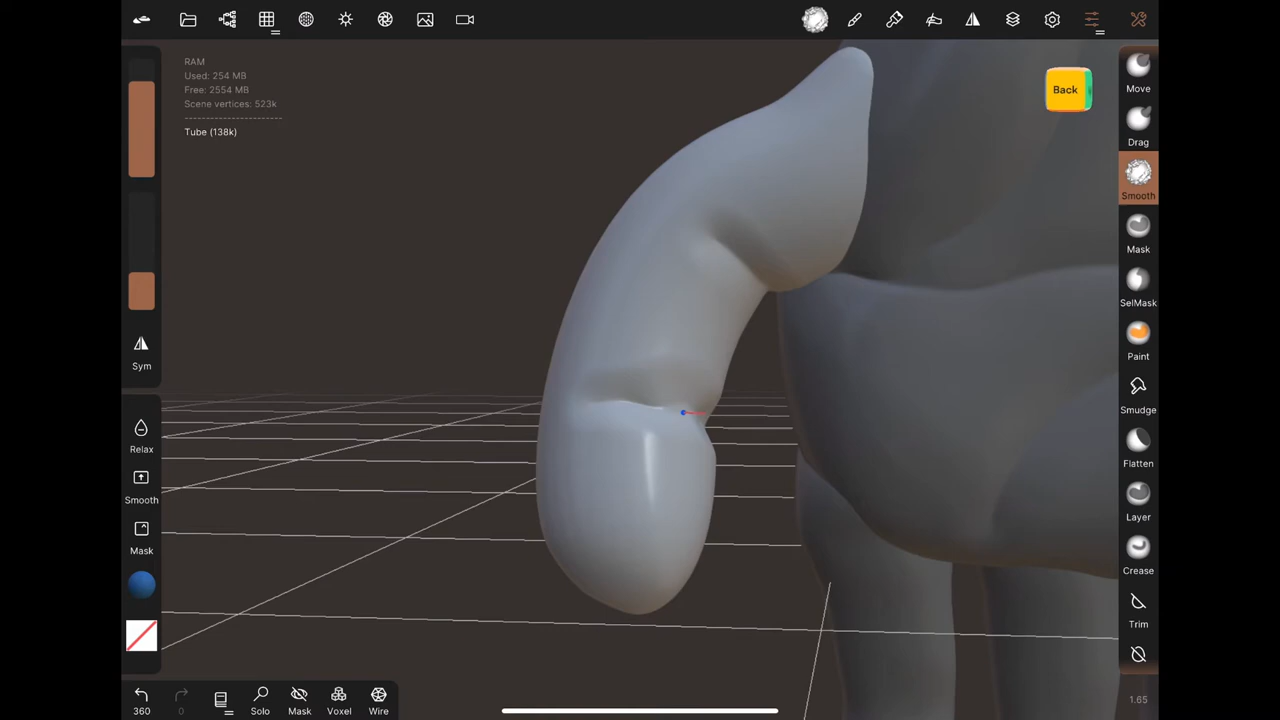 RAM
Used: 254 MB
Free: 2554 MB
Scene vertices: 523k
Tube (138k)
Back
Sym
Relax
Smooth
Mask
360
0
Solo
Mask
Voxel
Wire
Move
Drag
Smooth
Mask
SelMask
Paint
Smudge
Flatten
Layer
Crease
Trim
1.65